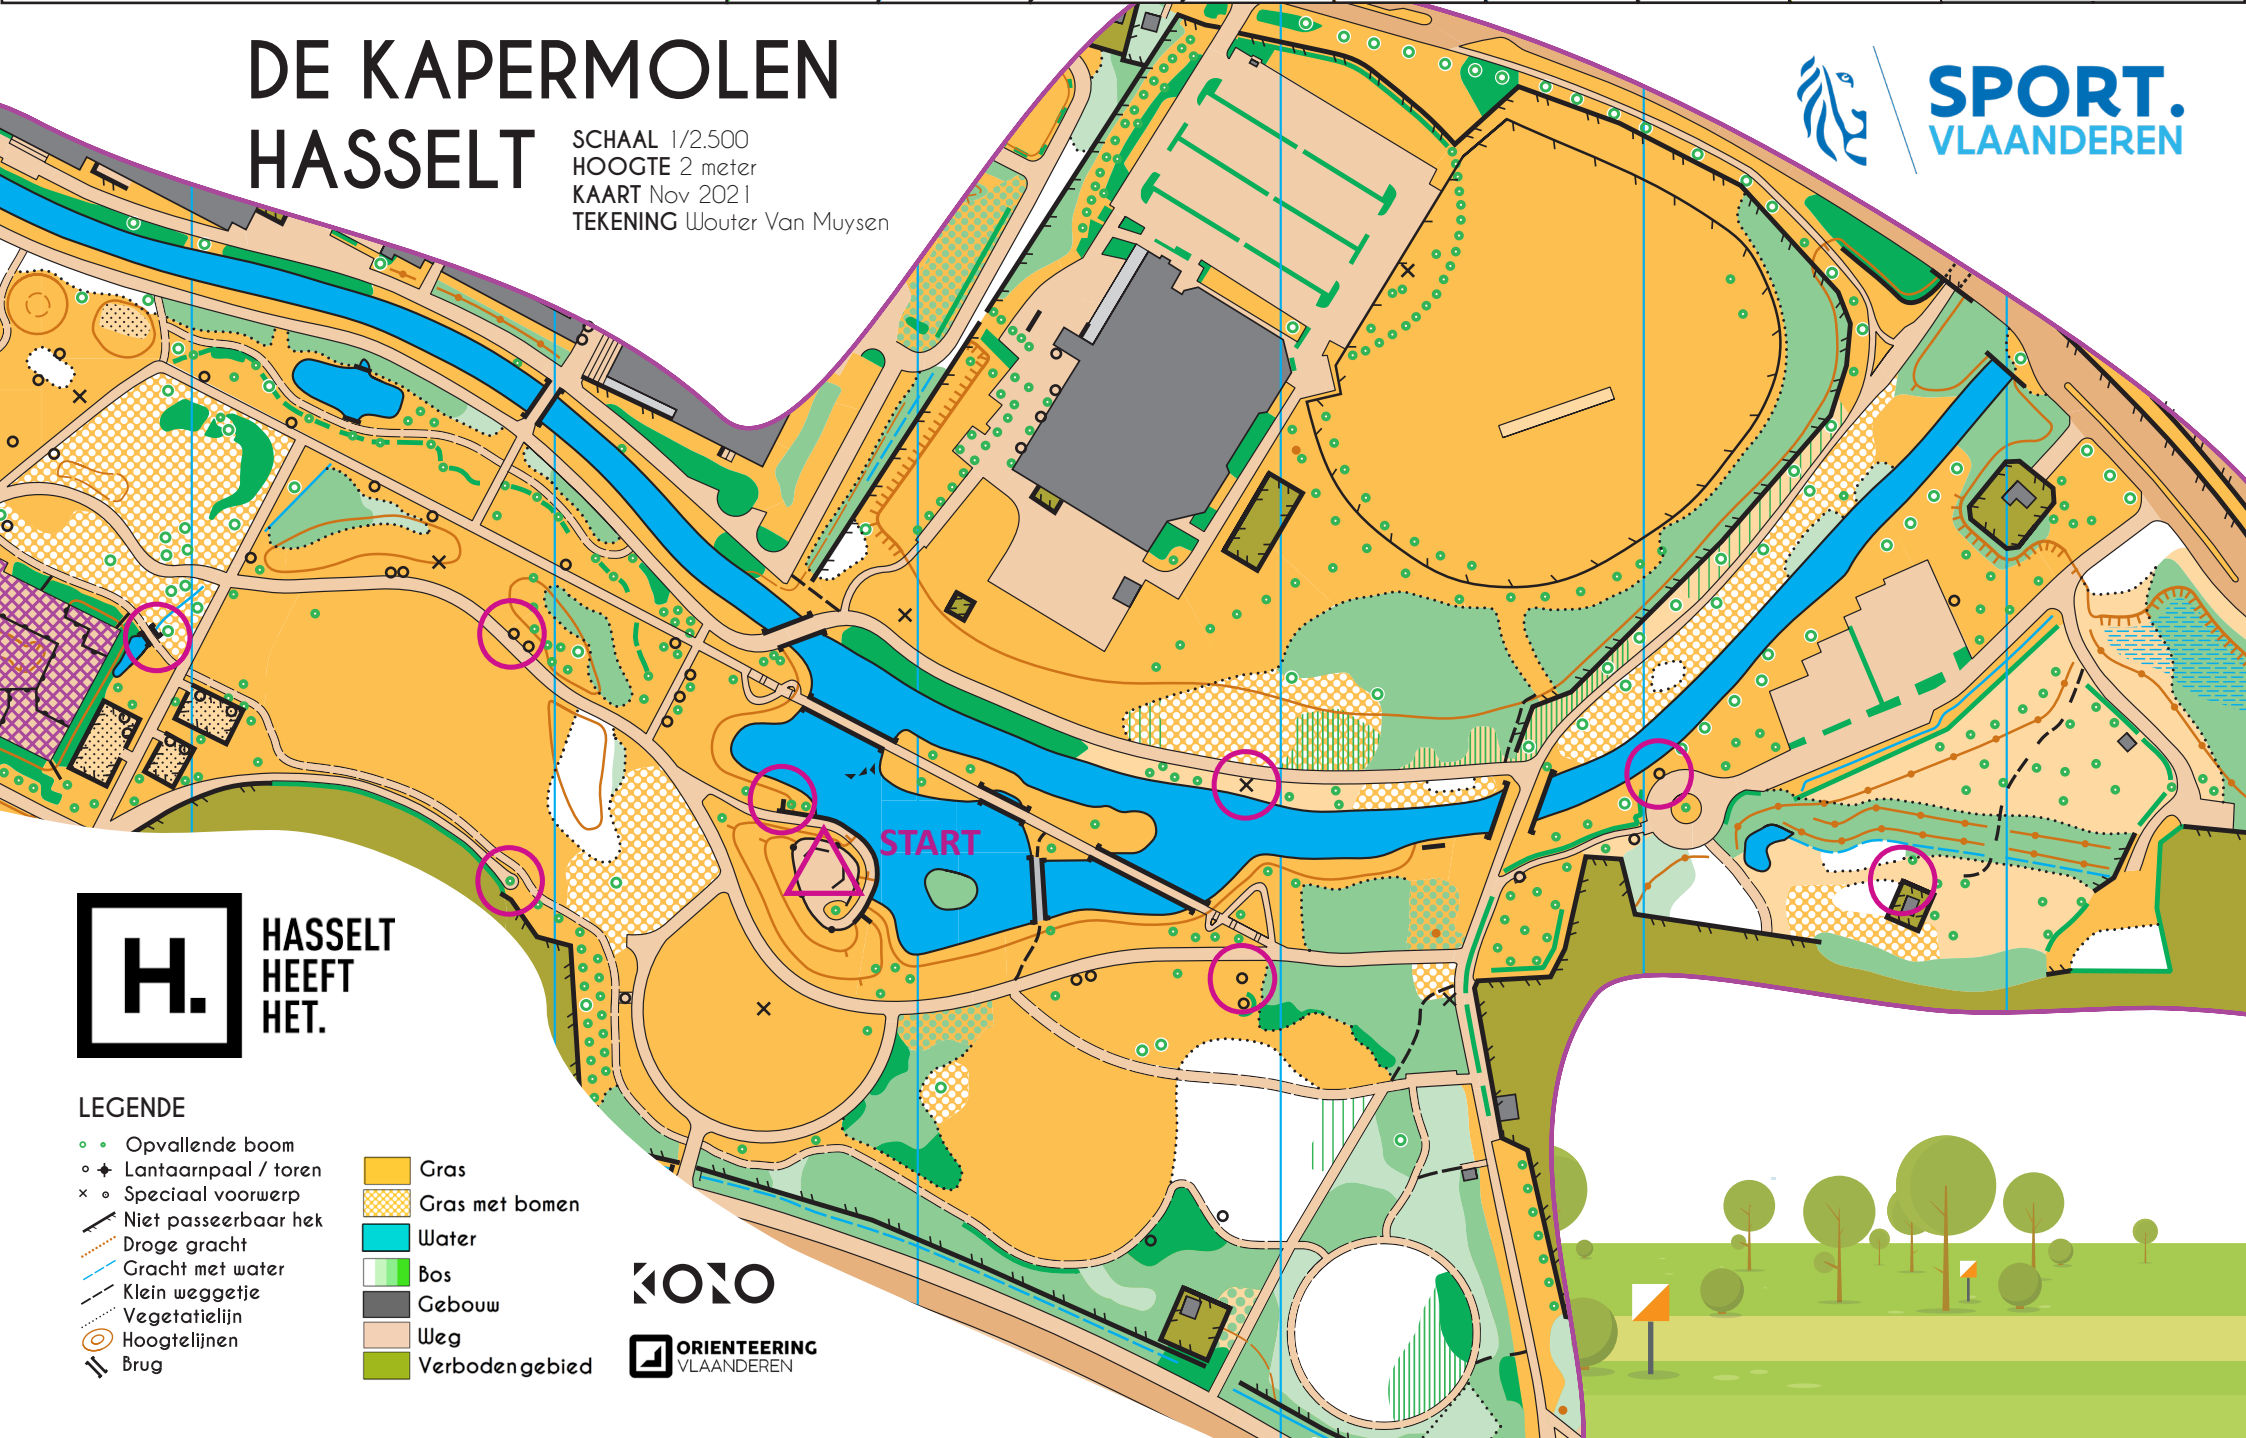 DE KAPERMOLEN
HASSELT
SCHAAL 1/2.500
HOOGTE 2 meter
KAART Nov 2021
TEKENING Wouter Van Muysen
SPORT.
VLAANDEREN
START
H.
HASSELT
HEEFT
HET.
LEGENDE
Opvallende boom
Lantaarnpaal / toren
Speciaal voorwerp
Niet passeerbaar hek
Droge gracht
Gracht met water
Klein weggetje
Vegetatielijn
Hoogtelijnen
Brug
Gras
Gras met bomen
Water
Bos
Gebouw
Weg
Verboden gebied
KONO
ORIENTEERING
VLAANDEREN